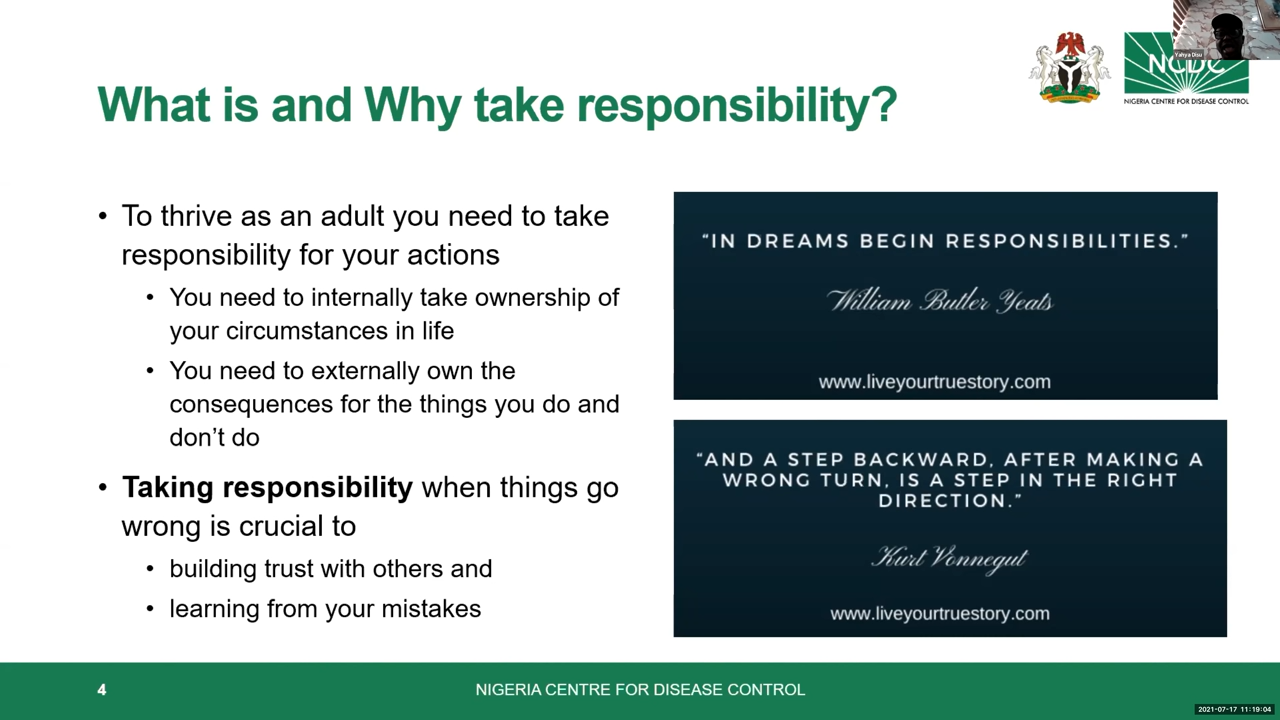 Yahya Disu
NCDC
NIGERIA CENTRE FOR DISEASE CONTROL
What is and Why take responsibility?
• To thrive as an adult you need to take
responsibility for your actions
• You need to internally take ownership of
your circumstances in life
• You need to externally own the
consequences for the things you do and
don’t do
• Taking responsibility when things go
wrong is crucial to
• building trust with others and
• learning from your mistakes
“IN DREAMS BEGIN RESPONSIBILITIES.”
William Butler Yeats
www.liveyourtruestory.com
“AND A STEP BACKWARD, AFTER MAKING A
WRONG TURN, IS A STEP IN THE RIGHT
DIRECTION.”
Kurt Vonnegut
www.liveyourtruestory.com
4
NIGERIA CENTRE FOR DISEASE CONTROL
2021-07-17 11:19:04